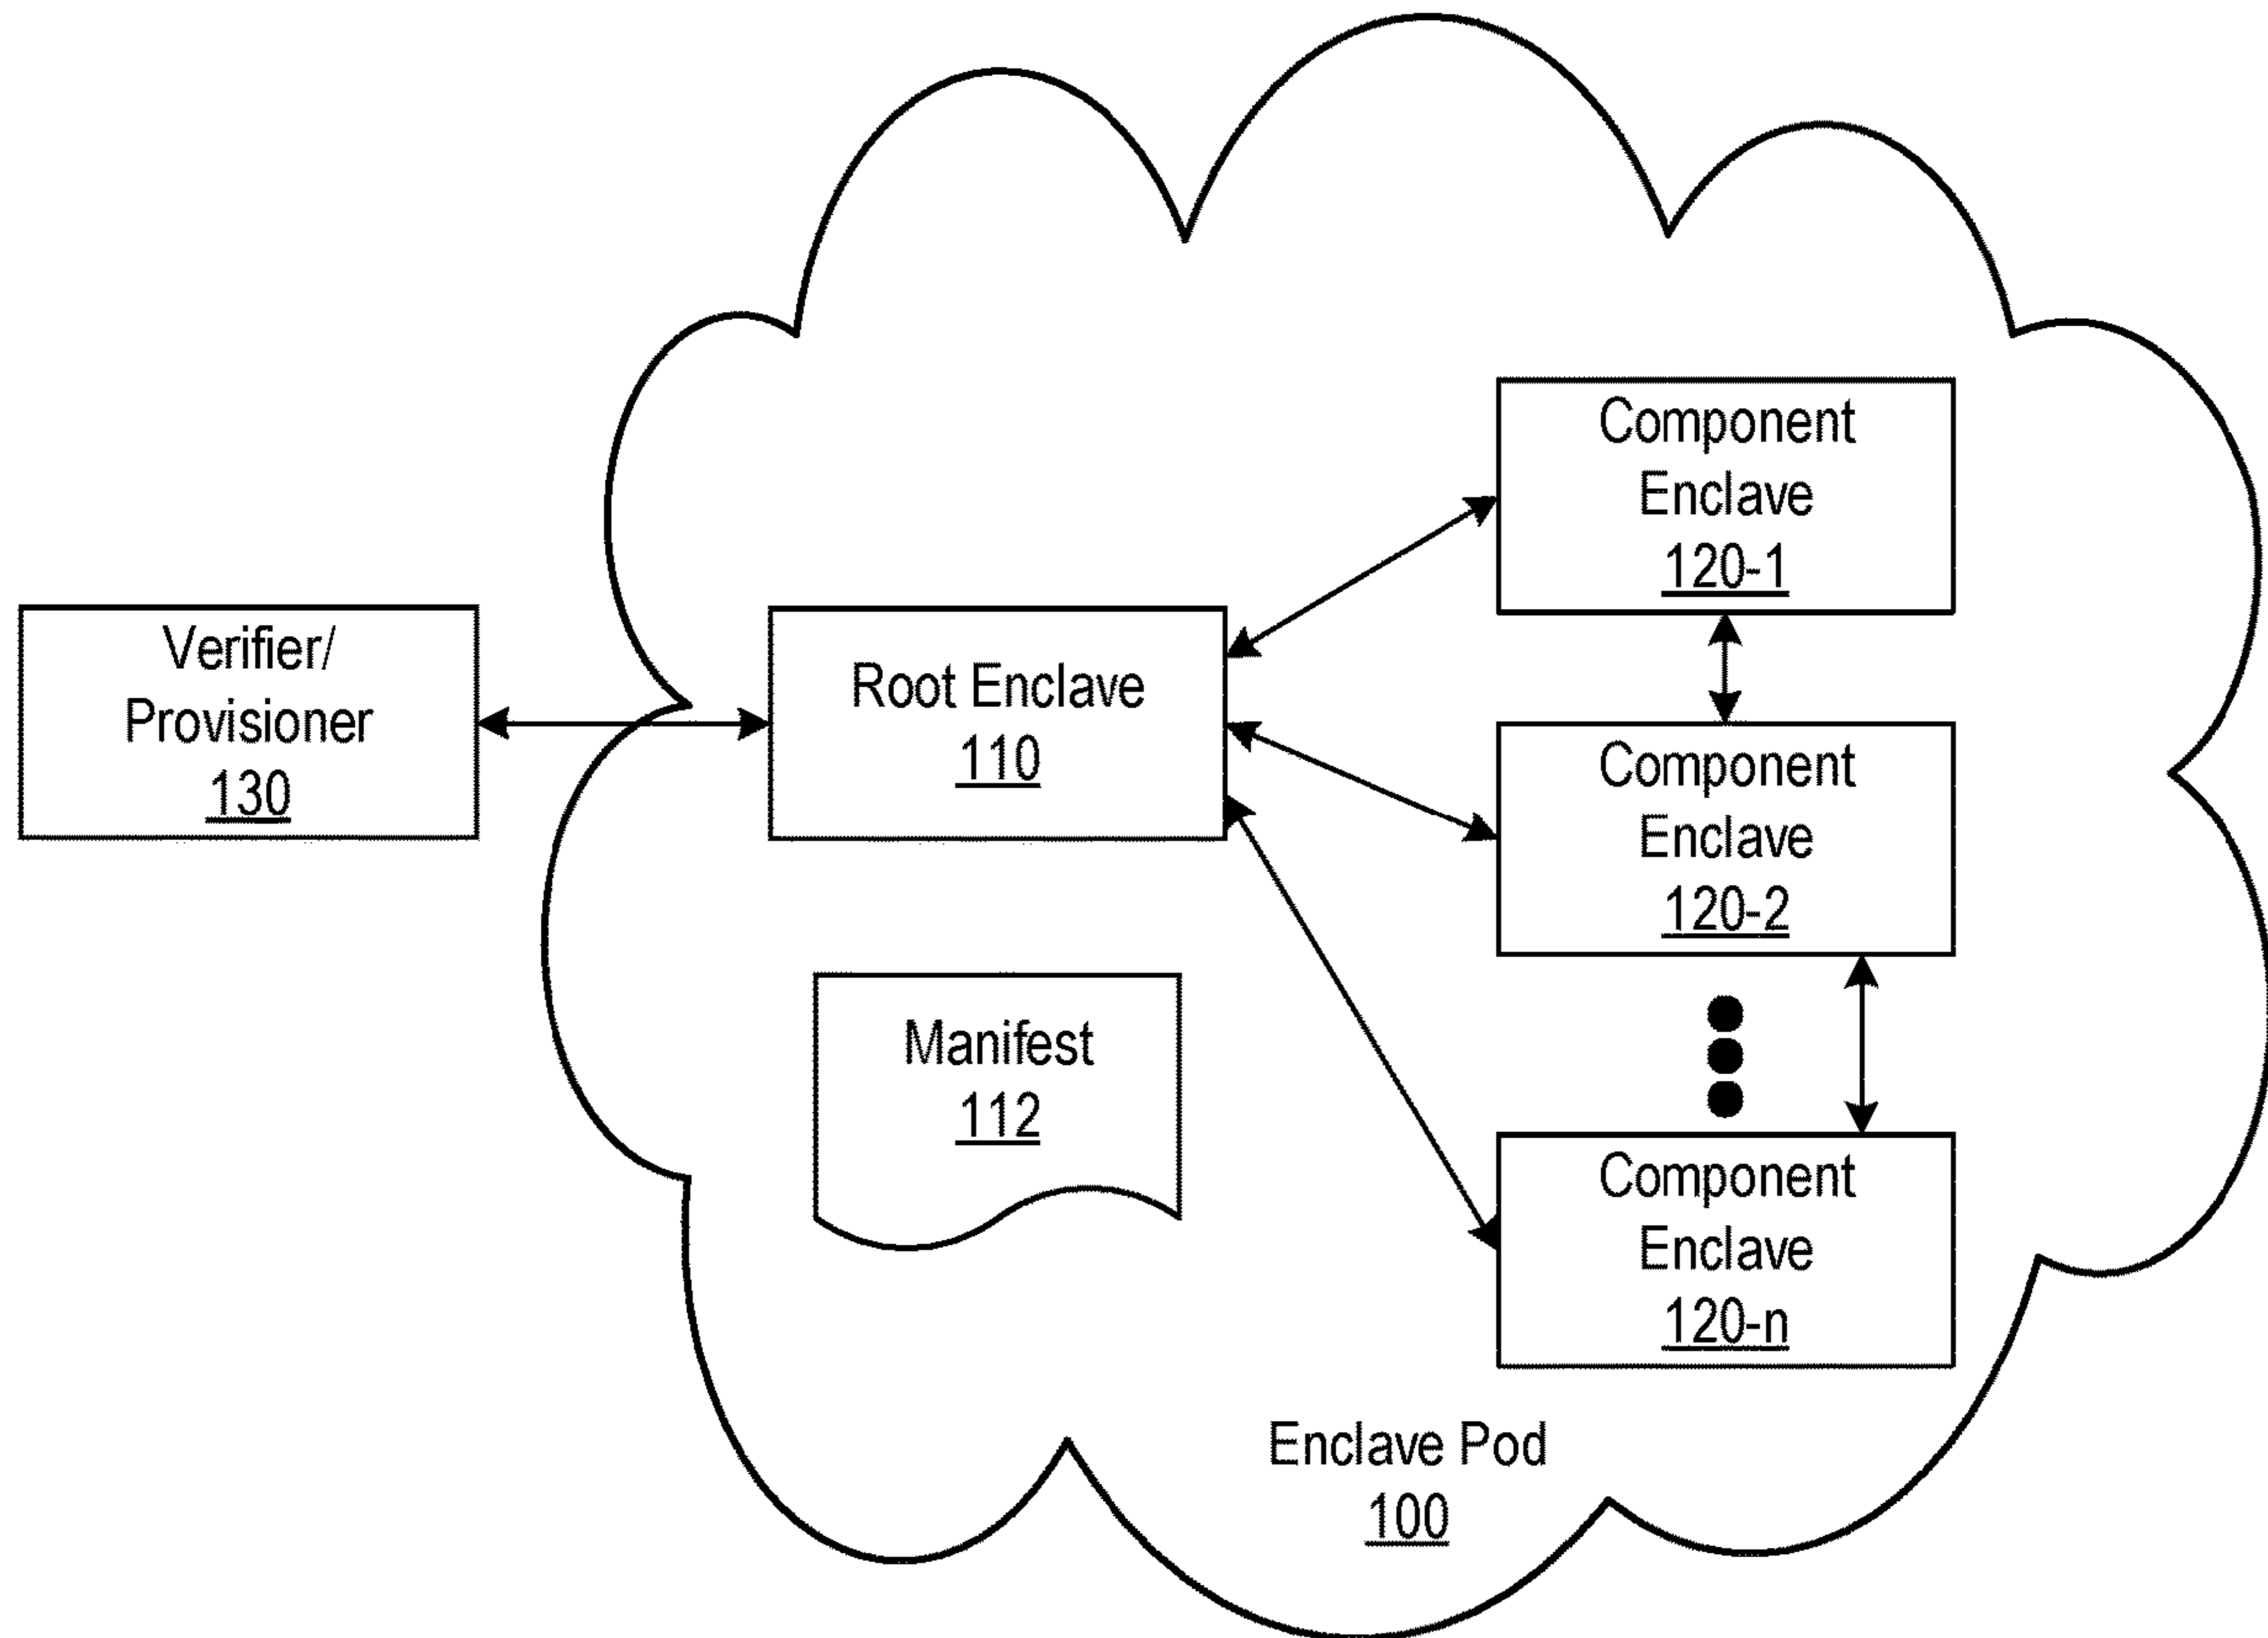 Verifier/
Provisioner
130
Root Enclave
110
Manifest
112
Component
Enclave
120-1
Component
Enclave
120-2
Component
Enclave
120-n
Enclave Pod
100